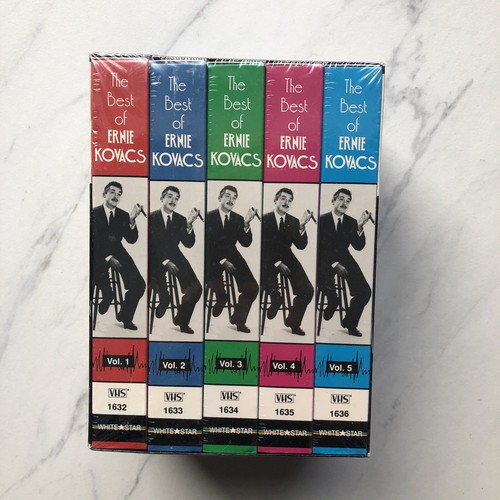 The
Best
of
ERNIE
KOVACS
Vol. 1
VHS
1632
WHITE★STAR
The
Best
of
ERNIE
KOVACS
Vol. 2
VHS
1633
WHITE★STAR
The
Best
of
ERNIE
KOVACS
Vol. 3
VHS
1634
WHITE★STAR
The
Best
of
ERNIE
KOVACS
Vol. 4
VHS
1635
WHITE★STAR
The
Best
of
ERNIE
KOVACS
Vol. 5
VHS
1636
WHITE★STAR